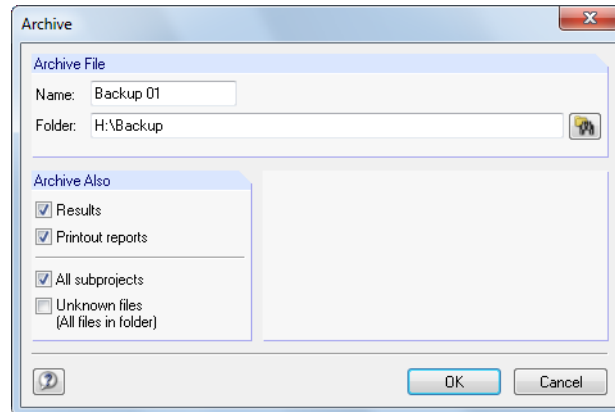 Archive
Archive File
Name: Backup 01
Folder: H:\Backup
Archive Also
Results
Printout reports
All subprojects
Unknown files
(All files in folder)
OK Cancel